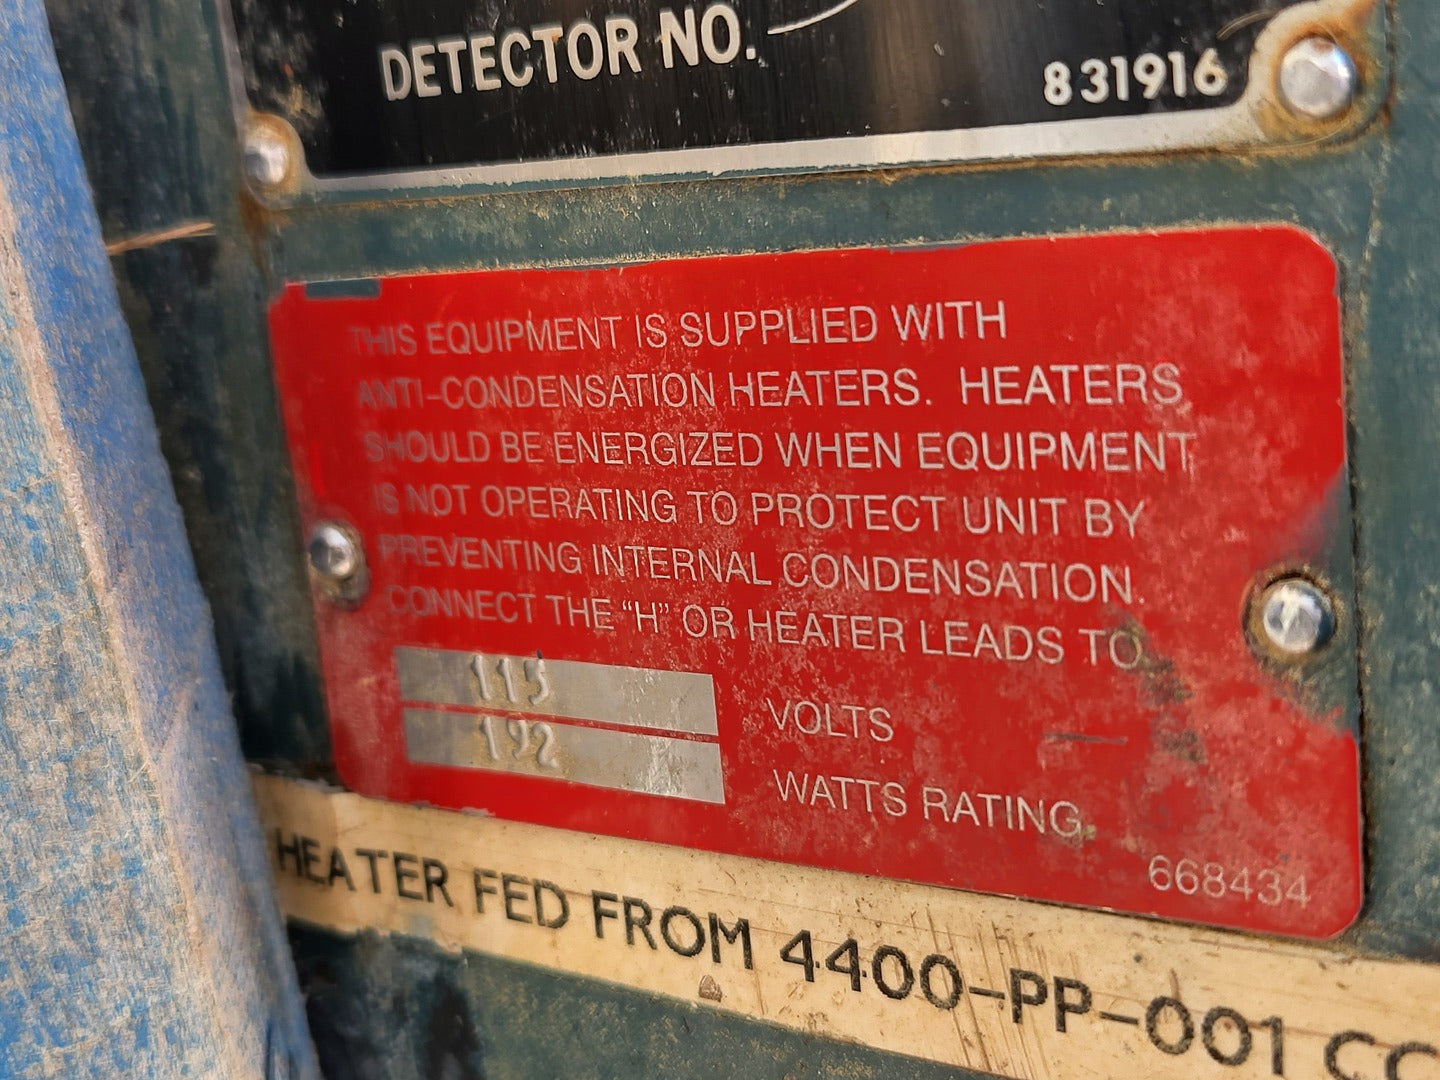 DETECTOR NO.
831916
THIS EQUIPMENT IS SUPPLIED WITH
ANTI-CONDENSATION HEATERS. HEATERS
SHOULD BE ENERGIZED WHEN EQUIPMENT
IS NOT OPERATING TO PROTECT UNIT BY
PREVENTING INTERNAL CONDENSATION.
CONNECT THE "H" OR HEATER LEADS TO
115 VOLTS
192 WATTS RATING
668434
HEATER FED FROM 4400-PP-001 CC